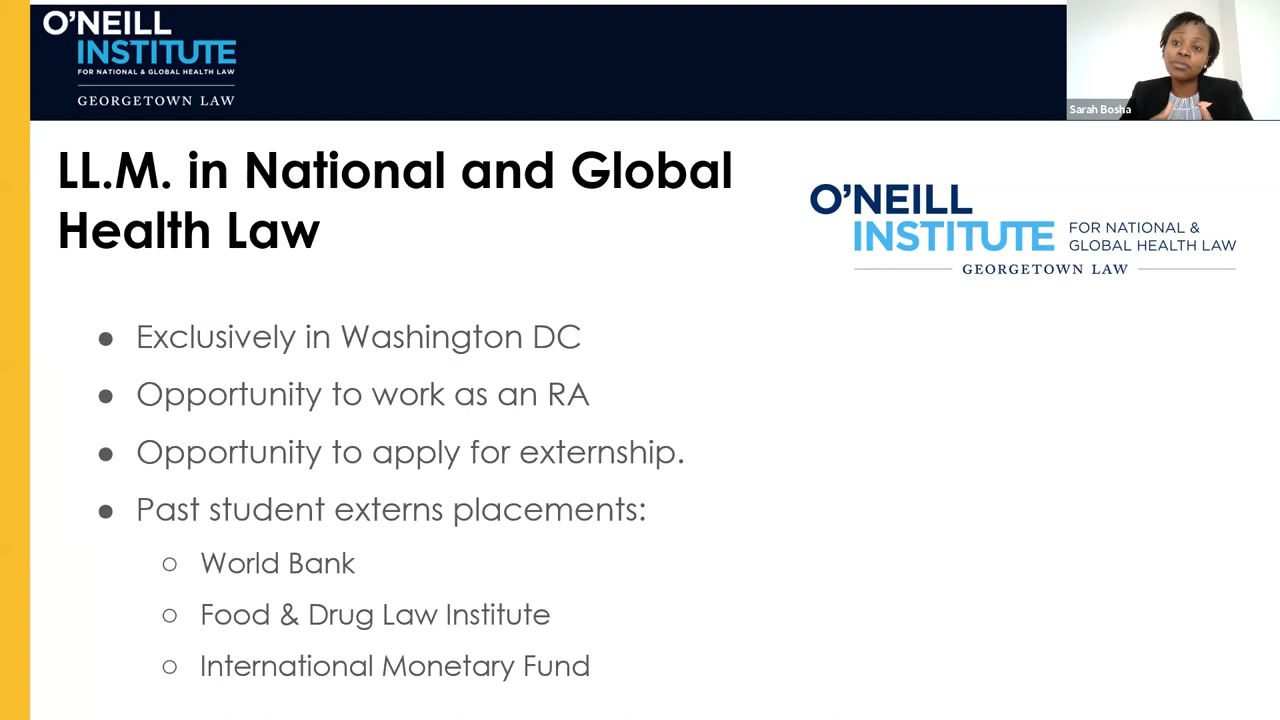 O'NEILL
INSTITUTE
FOR NATIONAL & GLOBAL HEALTH LAW
GEORGETOWN LAW
Sarah Bosha
LL.M. in National and Global
Health Law
O'NEILL
INSTITUTE
FOR NATIONAL &
GLOBAL HEALTH LAW
GEORGETOWN LAW
● Exclusively in Washington DC
● Opportunity to work as an RA
● Opportunity to apply for externship.
● Past student externs placements:
○ World Bank
○ Food & Drug Law Institute
○ International Monetary Fund